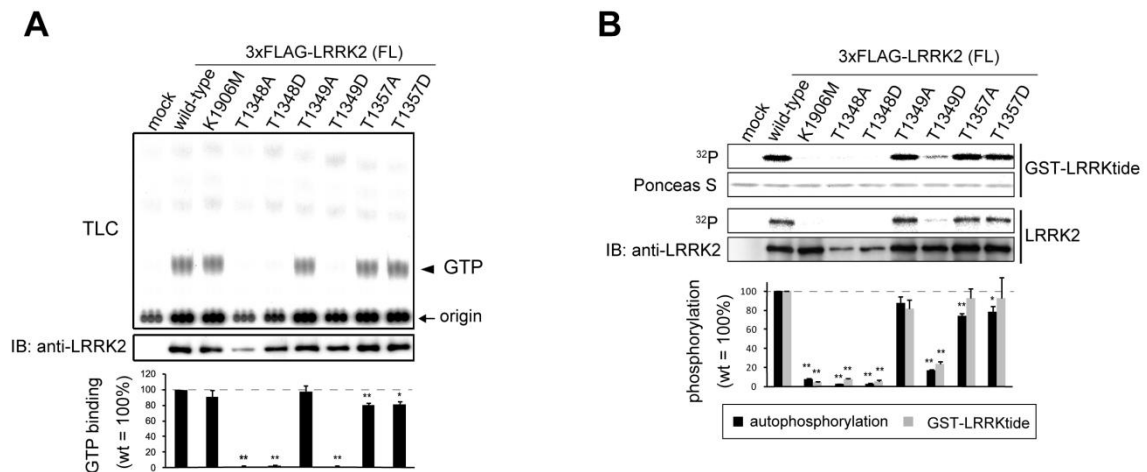 A
3xFLAG-LRRK2 (FL)
mock
wild-type
K1906M
T1348A
T1348D
T1349A
T1349D
T1357A
T1357D
TLC
GTP
origin
IB: anti-LRRK2
GTP binding
(wt = 100%)
120
100
80
60
40
20
0
** ** ** ** *
B
3xFLAG-LRRK2 (FL)
mock
wild-type
K1906M
T1348A
T1348D
T1349A
T1349D
T1357A
T1357D
32P
GST-LRRKtide
Ponceas S
32P
LRRK2
IB: anti-LRRK2
phosphorylation
(wt = 100%)
100
80
60
40
20
0
** ** ** ** ** ** ** ** ** *
autophosphorylation
GST-LRRKtide